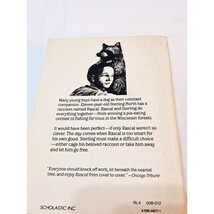 Many young boys have a dog as their constant
companion. Eleven year-old Sterling North has a
raccoon named Rascal. Rascal and Sterling do
everything together—from winning a pie-eating
contest to fishing for trout in the Wisconsin forests.
It would have been perfect—if only Rascal weren't so
clever. The day comes when Rascal is too smart for
his own good. Sterling must make a difficult choice
—either cage his beloved raccoon or take him away
and let him go free.
"Everyone should knock off work, sit beneath the nearest
tree, and enjoy Rascal from cover to cover."—Chicago Tribune
SCHOLASTIC INC.
RL4 008-012